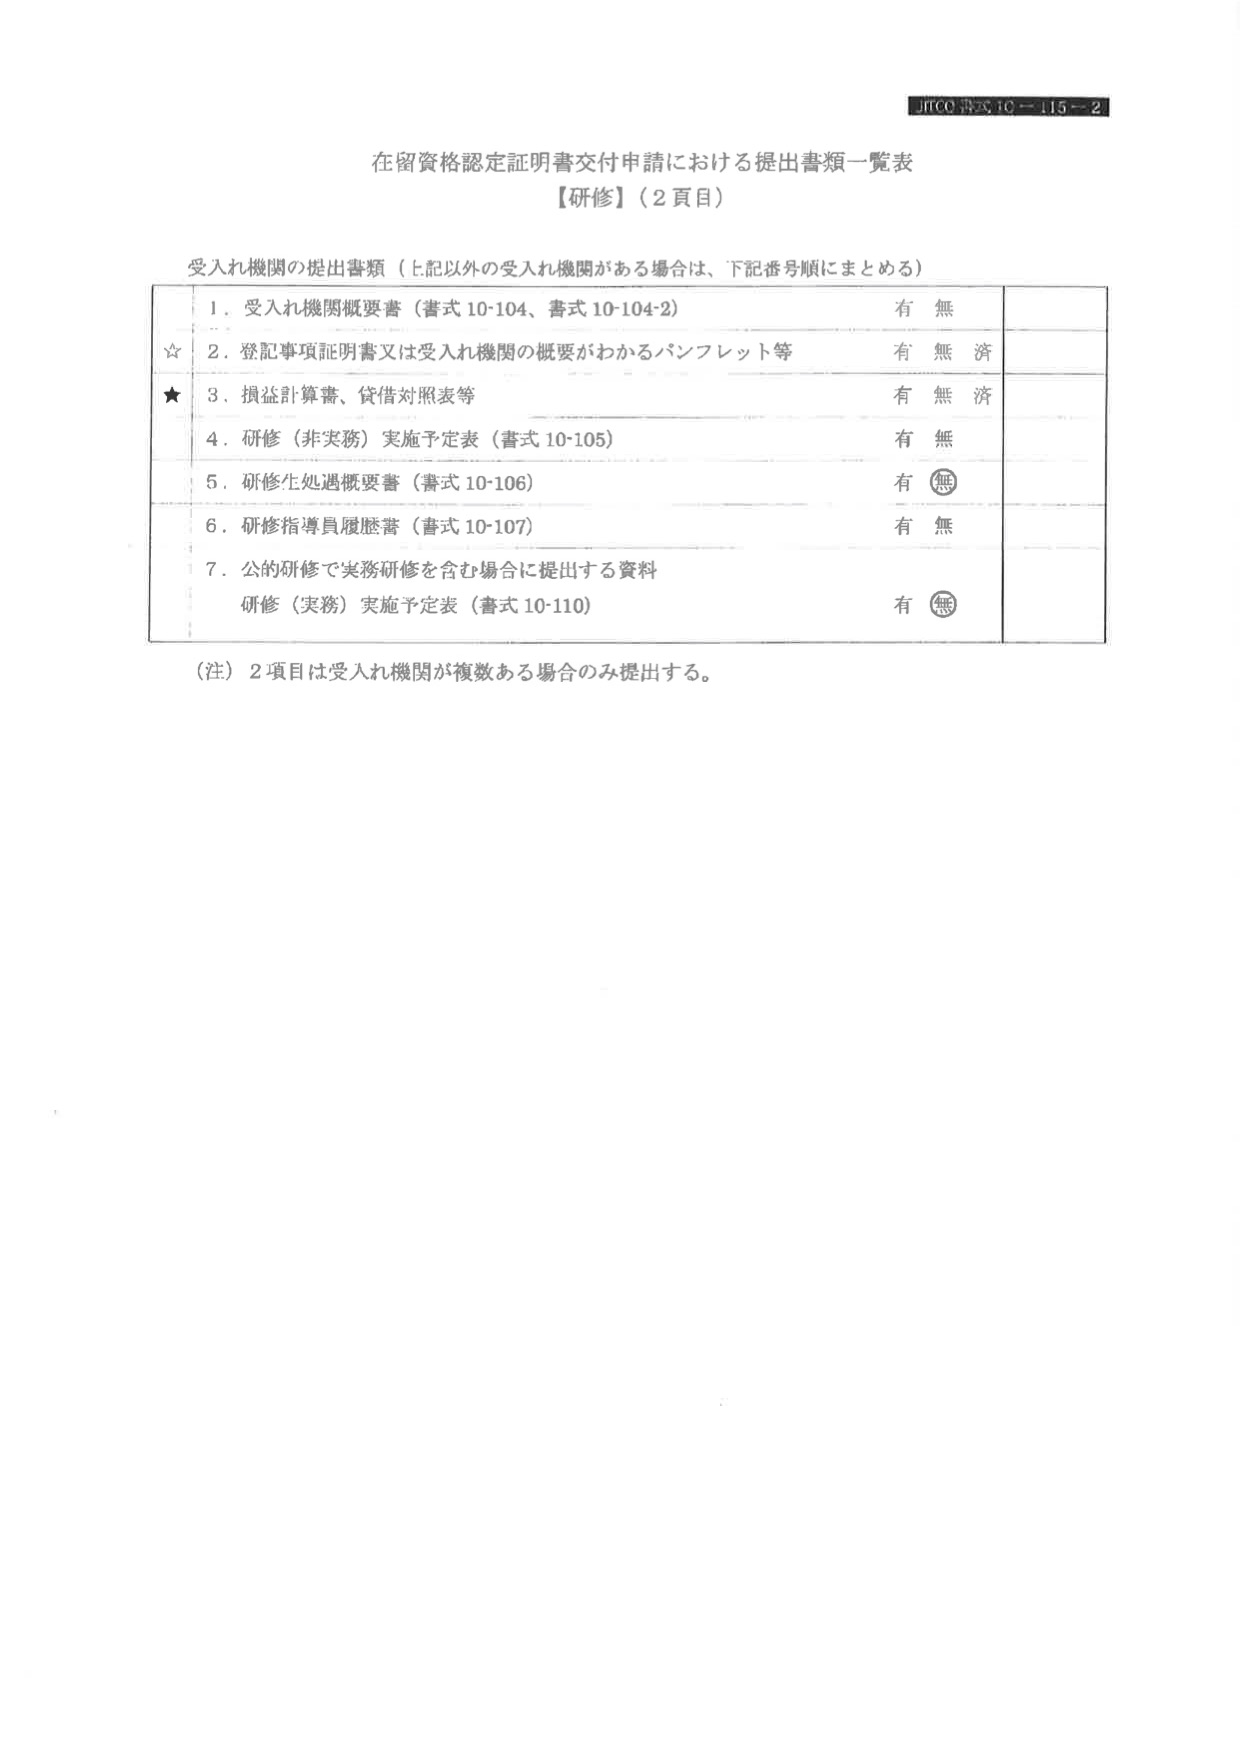 JITCO 書式 10－115－2
在留資格認定証明書交付申請における提出書類一覧表
【研修】（２頁目）
受入れ機関の提出書類（上記以外の受入れ機関がある場合は、下記番号順にまとめる）
1．受入れ機関概要書（書式 10-104、書式 10-104-2） 有 無
☆ 2．登記事項証明書又は受入れ機関の概要がわかるパンフレット等 有 無 済
★ 3．損益計算書、貸借対照表等 有 無 済
4．研修（非実務）実施予定表（書式 10-105） 有 無
5．研修生処遇概要書（書式 10-106） 有 無
6．研修指導員履歴書（書式 10-107） 有 無
7．公的研修で実務研修を含む場合に提出する資料
研修（実務）実施予定表（書式 10-110） 有 無
（注）２項目は受入れ機関が複数ある場合のみ提出する。